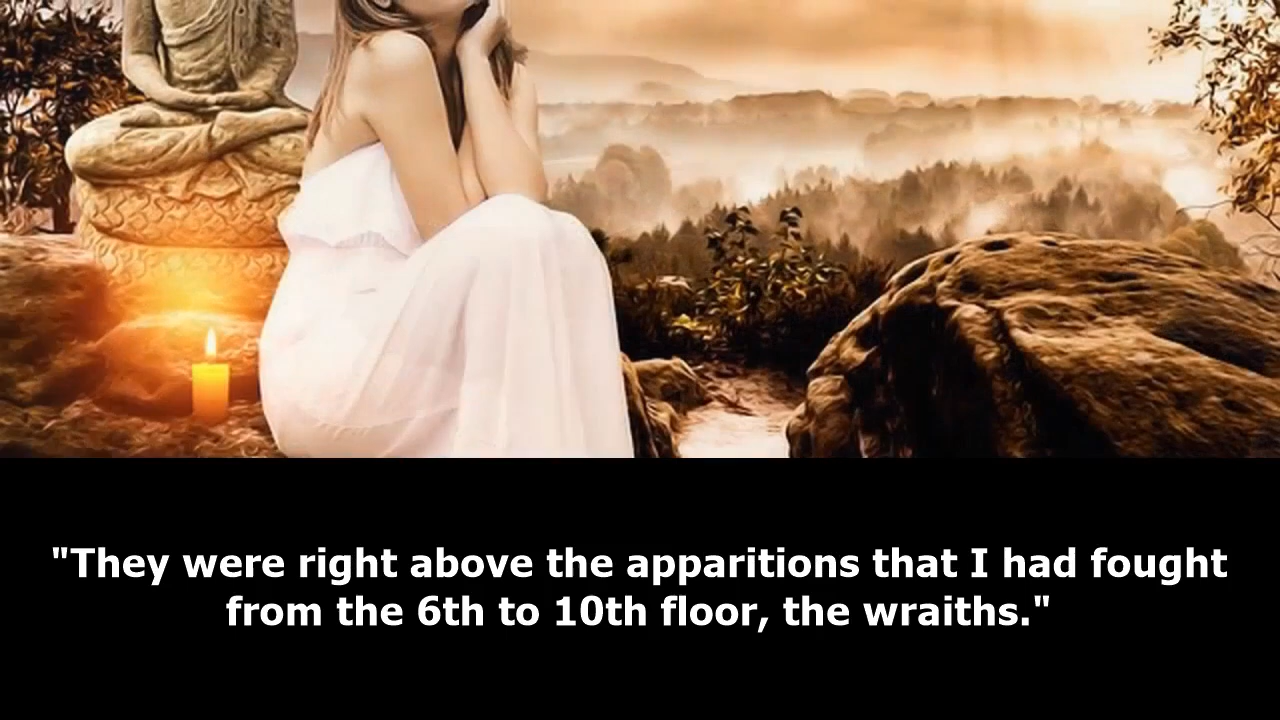 "They were right above the apparitions that I had fought
from the 6th to 10th floor, the wraiths."